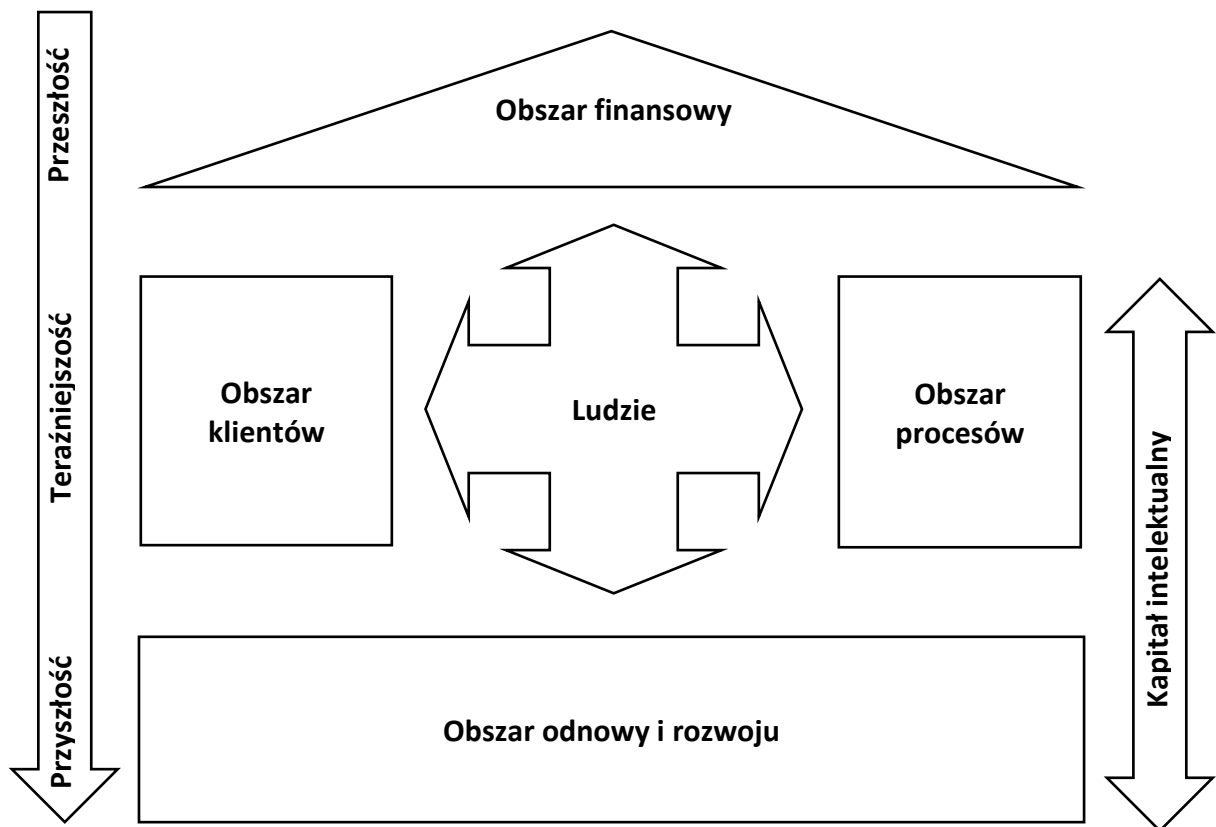 Przeszłość
Obszar finansowy
Teraźniejszość
Obszar
klientów
Ludzie
Obszar
procesów
Kapitał intelektualny
Przyszłość
Obszar odnowy i rozwoju